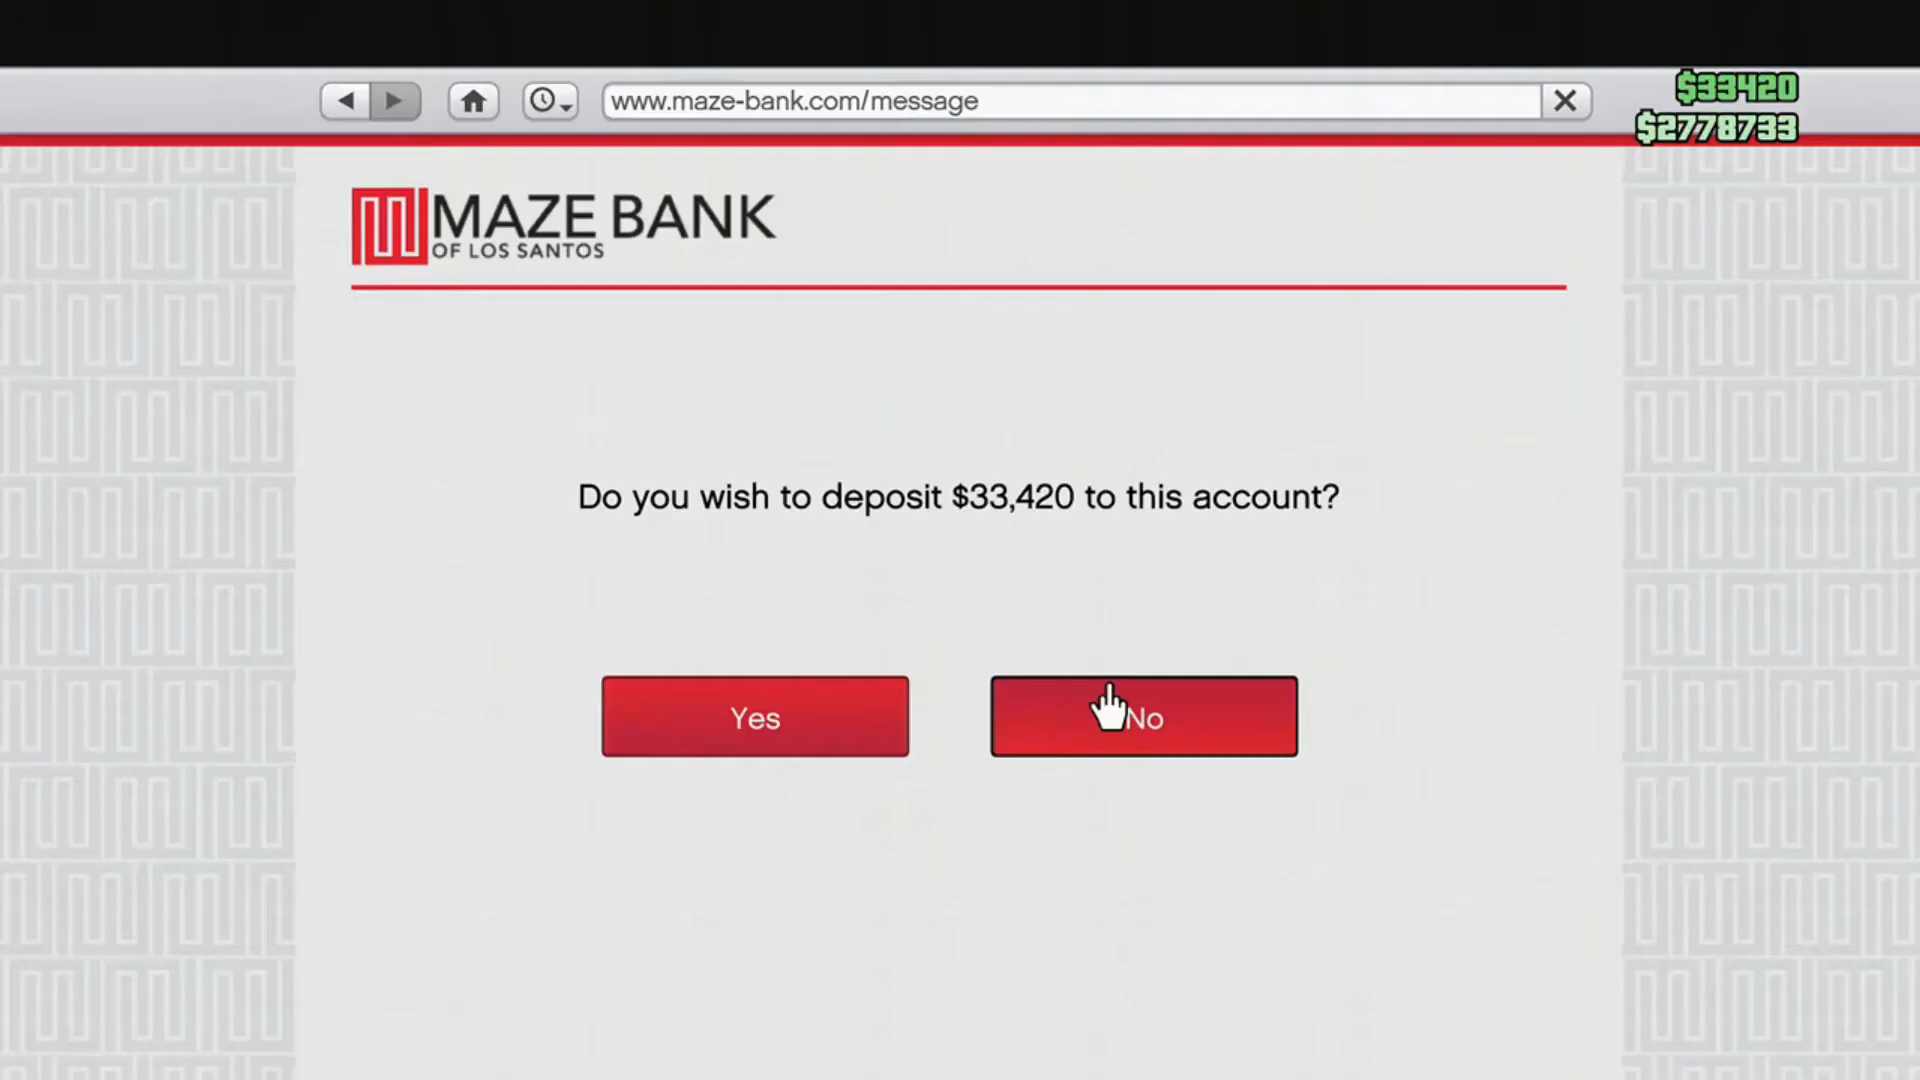 www.maze-bank.com/message
$33420
$2778733
MAZE BANK
OF LOS SANTOS
Do you wish to deposit $33,420 to this account?
Yes
No